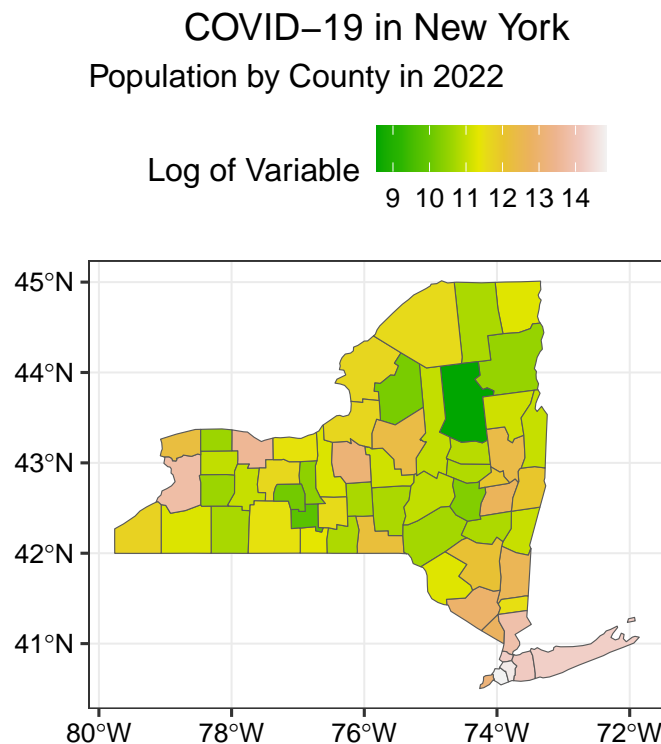 COVID−19 in New York
Population by County in 2022
Log of Variable
9 10 11 12 13 14
45°N
44°N
43°N
42°N
41°N
80°W 78°W 76°W 74°W 72°W